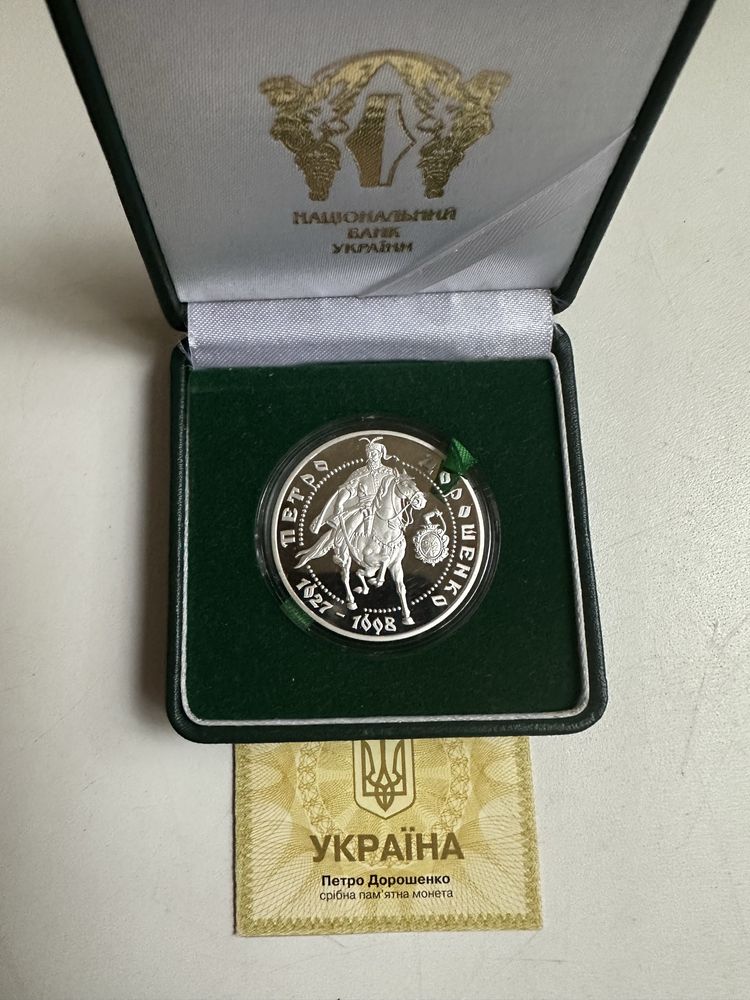 НАЦІОНАЛЬНИЙ
БАНК
УКРАЇНИ
ПЕТРО ДОРОШЕНКО
1627 - 1698
УКРАЇНА
Петро Дорошенко
срібна пам'ятна монета